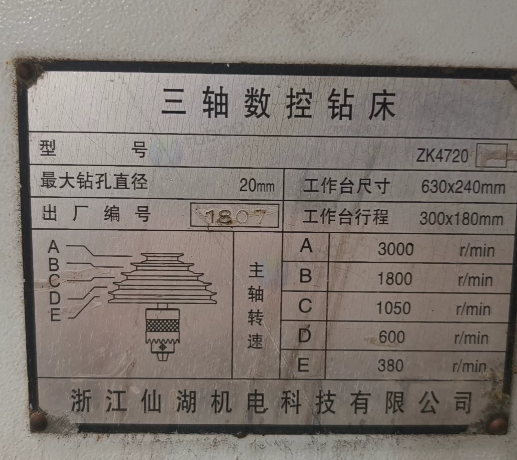 三轴数控钻床
型号 ZK4720
最大钻孔直径 20mm 工作台尺寸 630x240mm
出厂编号 1807 工作台行程 300x180mm
A
B
C
D
E
主轴转速
A 3000 r/min
B 1800 r/min
C 1050 r/min
D 600 r/min
E 380 r/min
浙江仙湖机电科技有限公司